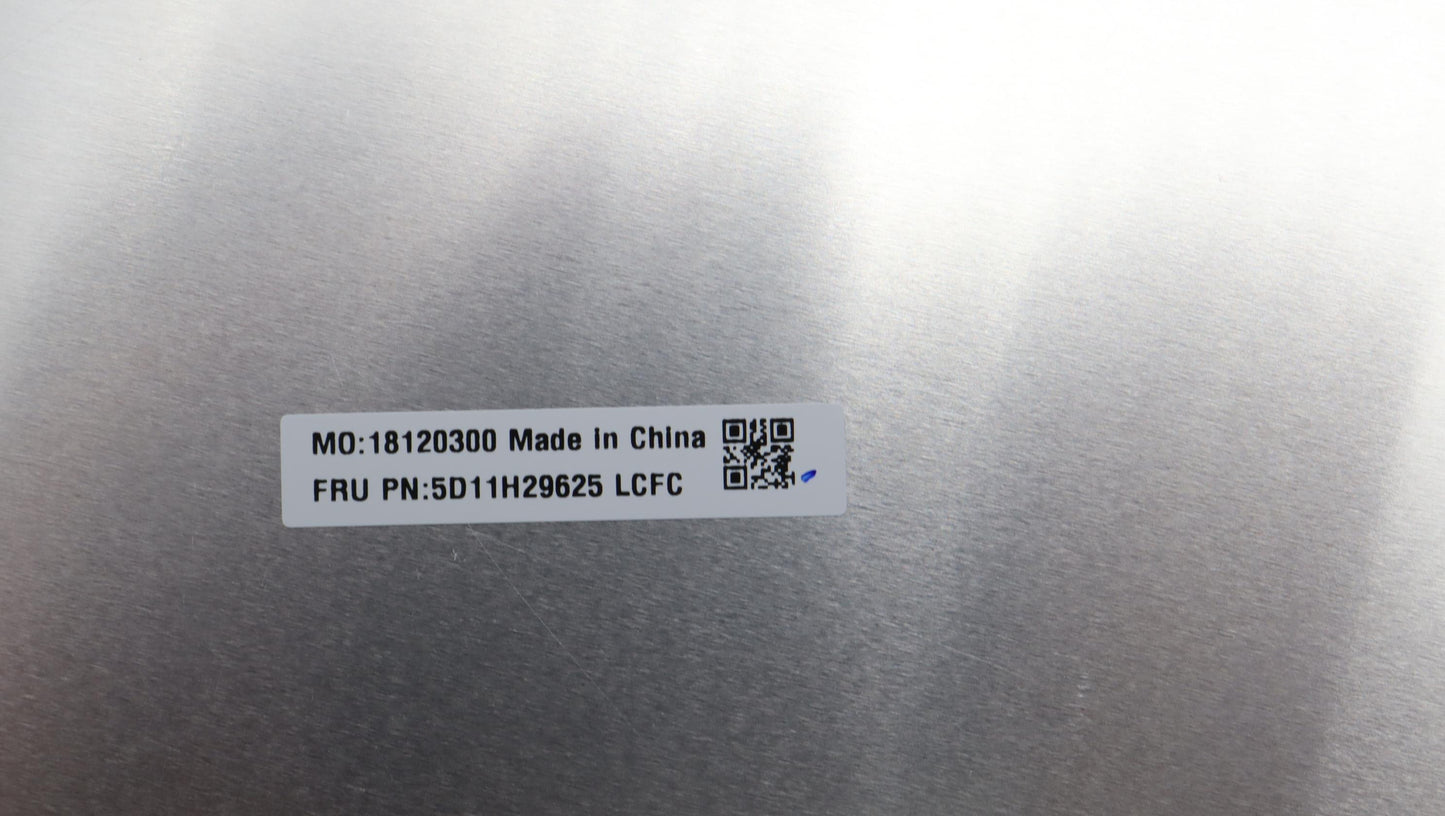 MO:18120300 Made in China
FRU PN:5D11H29625 LCFC